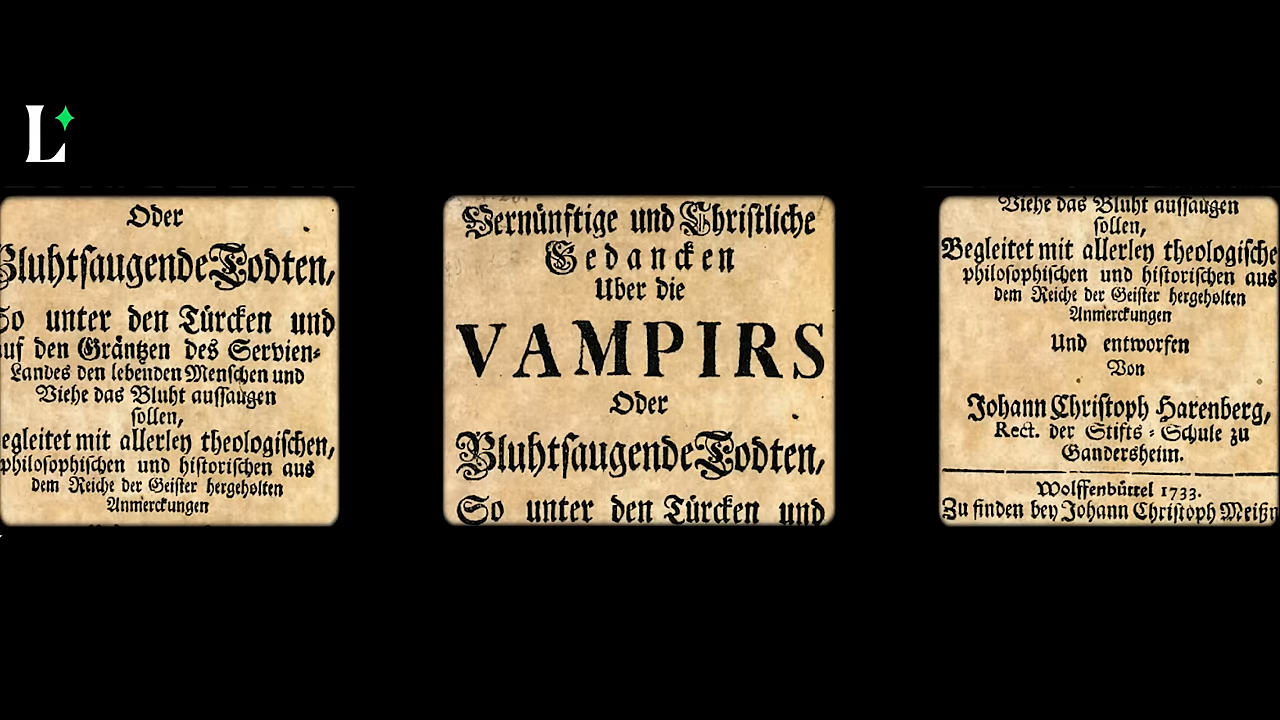 L
Oder
Bluhtsaugende Todten,
So unter den Türcken und
auf den Gräntzen des Servien-
Landes den lebenden Menschen und
Viehe das Bluht aussaugen
sollen,
Begleitet mit allerley theologischen,
philosophischen und historischen aus
dem Reiche der Geister hergeholten
Anmerckungen
Vernünftige und Christliche
Gedancken
Uber die
VAMPIRS
Oder
Bluhtsaugende Todten,
So unter den Türcken und
Viehe das Bluht aussaugen
sollen,
Begleitet mit allerley theologische
philosophischen und historischen aus
dem Reiche der Geister hergeholten
Anmerckungen
Und entworfen
Von
Johann Christoph Harenberg,
Rect. der Stifts-Schule zu
Gandersheim.
Wolffenbüttel 1733.
Zu finden bey Johann Christoph Meißn